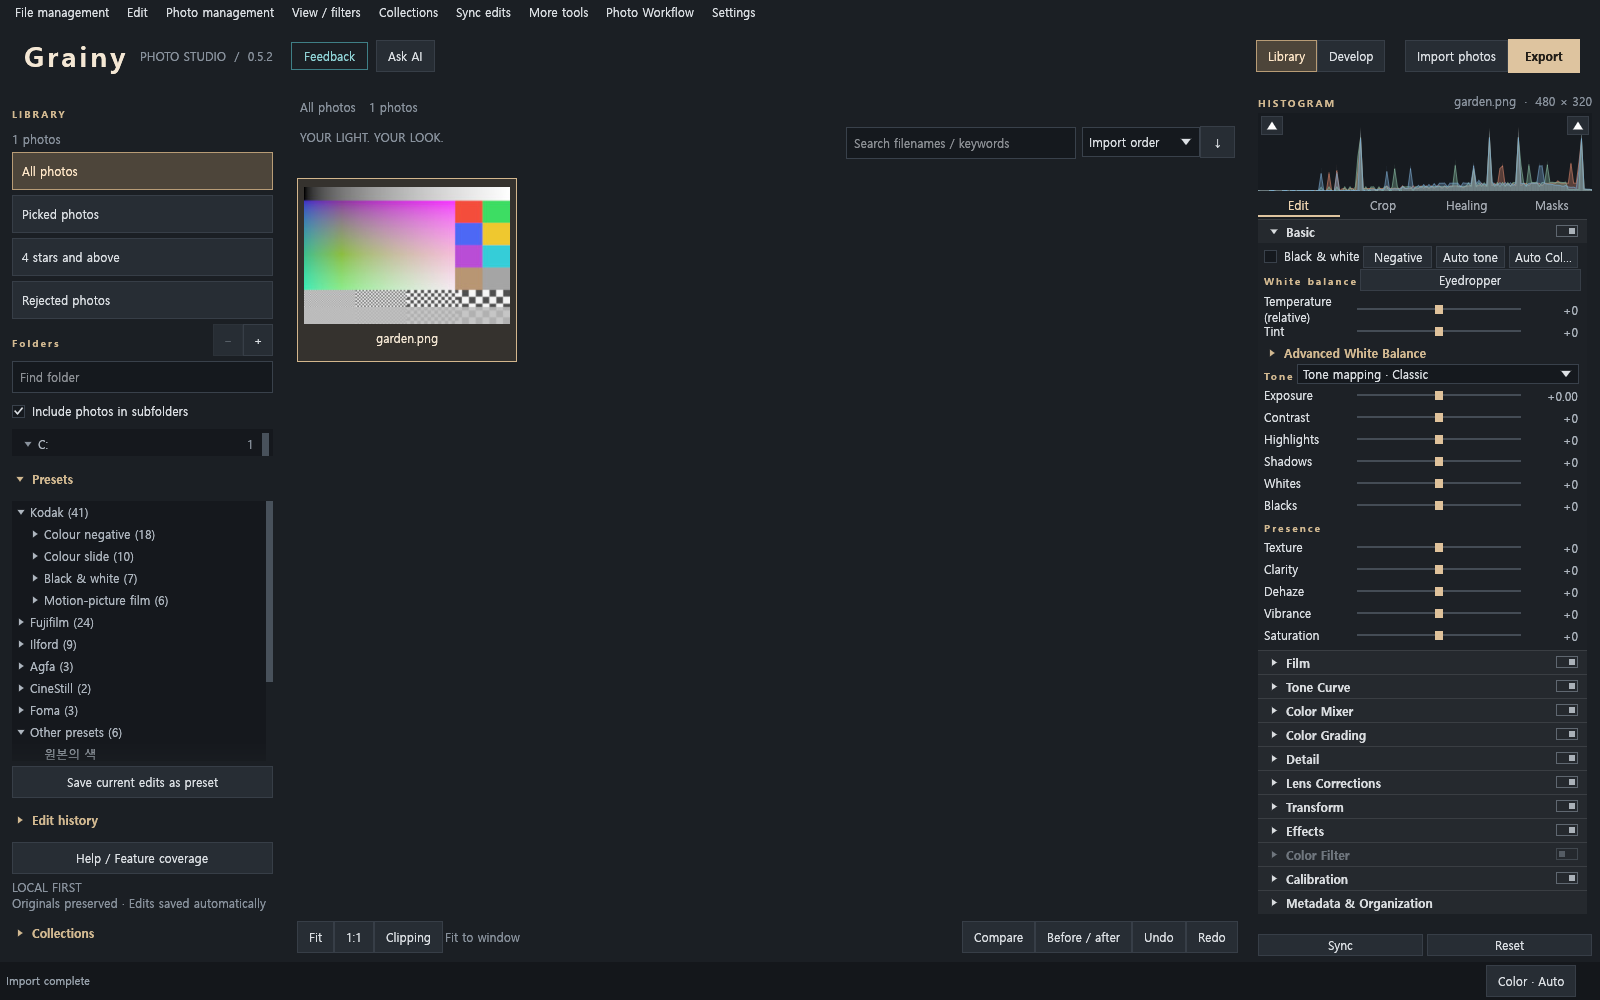 File management Edit Photo management View / filters Collections Sync edits More tools Photo Workflow Settings
Grainy PHOTO STUDIO / 0.5.2 Feedback Ask AI Library Develop Import photos Export
LIBRARY
1 photos
All photos
Picked photos
4 stars and above
Rejected photos
Folders − +
Find folder
Include photos in subfolders
C: 1
Presets
Kodak (41)
Colour negative (18)
Colour slide (10)
Black & white (7)
Motion-picture film (6)
Fujifilm (24)
Ilford (9)
Agfa (3)
CineStill (2)
Foma (3)
Other presets (6)
원본의 색
Save current edits as preset
Edit history
Help / Feature coverage
LOCAL FIRST
Originals preserved · Edits saved automatically
Collections
All photos 1 photos
YOUR LIGHT. YOUR LOOK.
Search filenames / keywords Import order ↓
garden.png
Fit 1:1 Clipping Fit to window Compare Before / after Undo Redo
HISTOGRAM garden.png · 480 × 320
Edit Crop Healing Masks
Basic
Black & white Negative Auto tone Auto Col...
White balance Eyedropper
Temperature
(relative) +0
Tint +0
Advanced White Balance
Tone Tone mapping · Classic
Exposure +0.00
Contrast +0
Highlights +0
Shadows +0
Whites +0
Blacks +0
Presence
Texture +0
Clarity +0
Dehaze +0
Vibrance +0
Saturation +0
Film
Tone Curve
Color Mixer
Color Grading
Detail
Lens Corrections
Transform
Effects
Color Filter
Calibration
Metadata & Organization
Sync Reset
Import complete Color · Auto